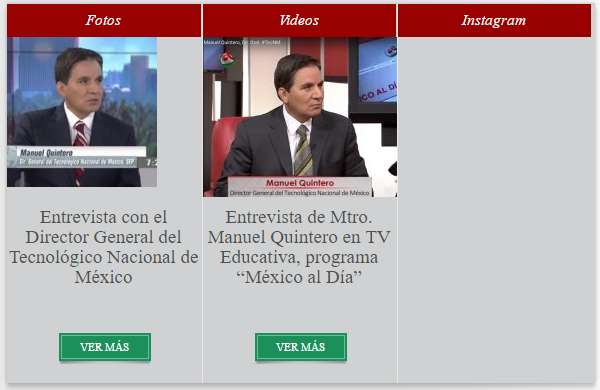 Fotos
Videos
Instagram
Manuel Quintero
Dir. General del Tecnológico Nacional de México, SEP
7:2
Manuel Quintero, Dir. Gral. #TecNM
CO AL DÍA
Manuel Quintero
Director General del Tecnológico Nacional de México
Entrevista con el
Director General del
Tecnológico Nacional de
México
Entrevista de Mtro.
Manuel Quintero en TV
Educativa, programa
“México al Día”
VER MÁS
VER MÁS